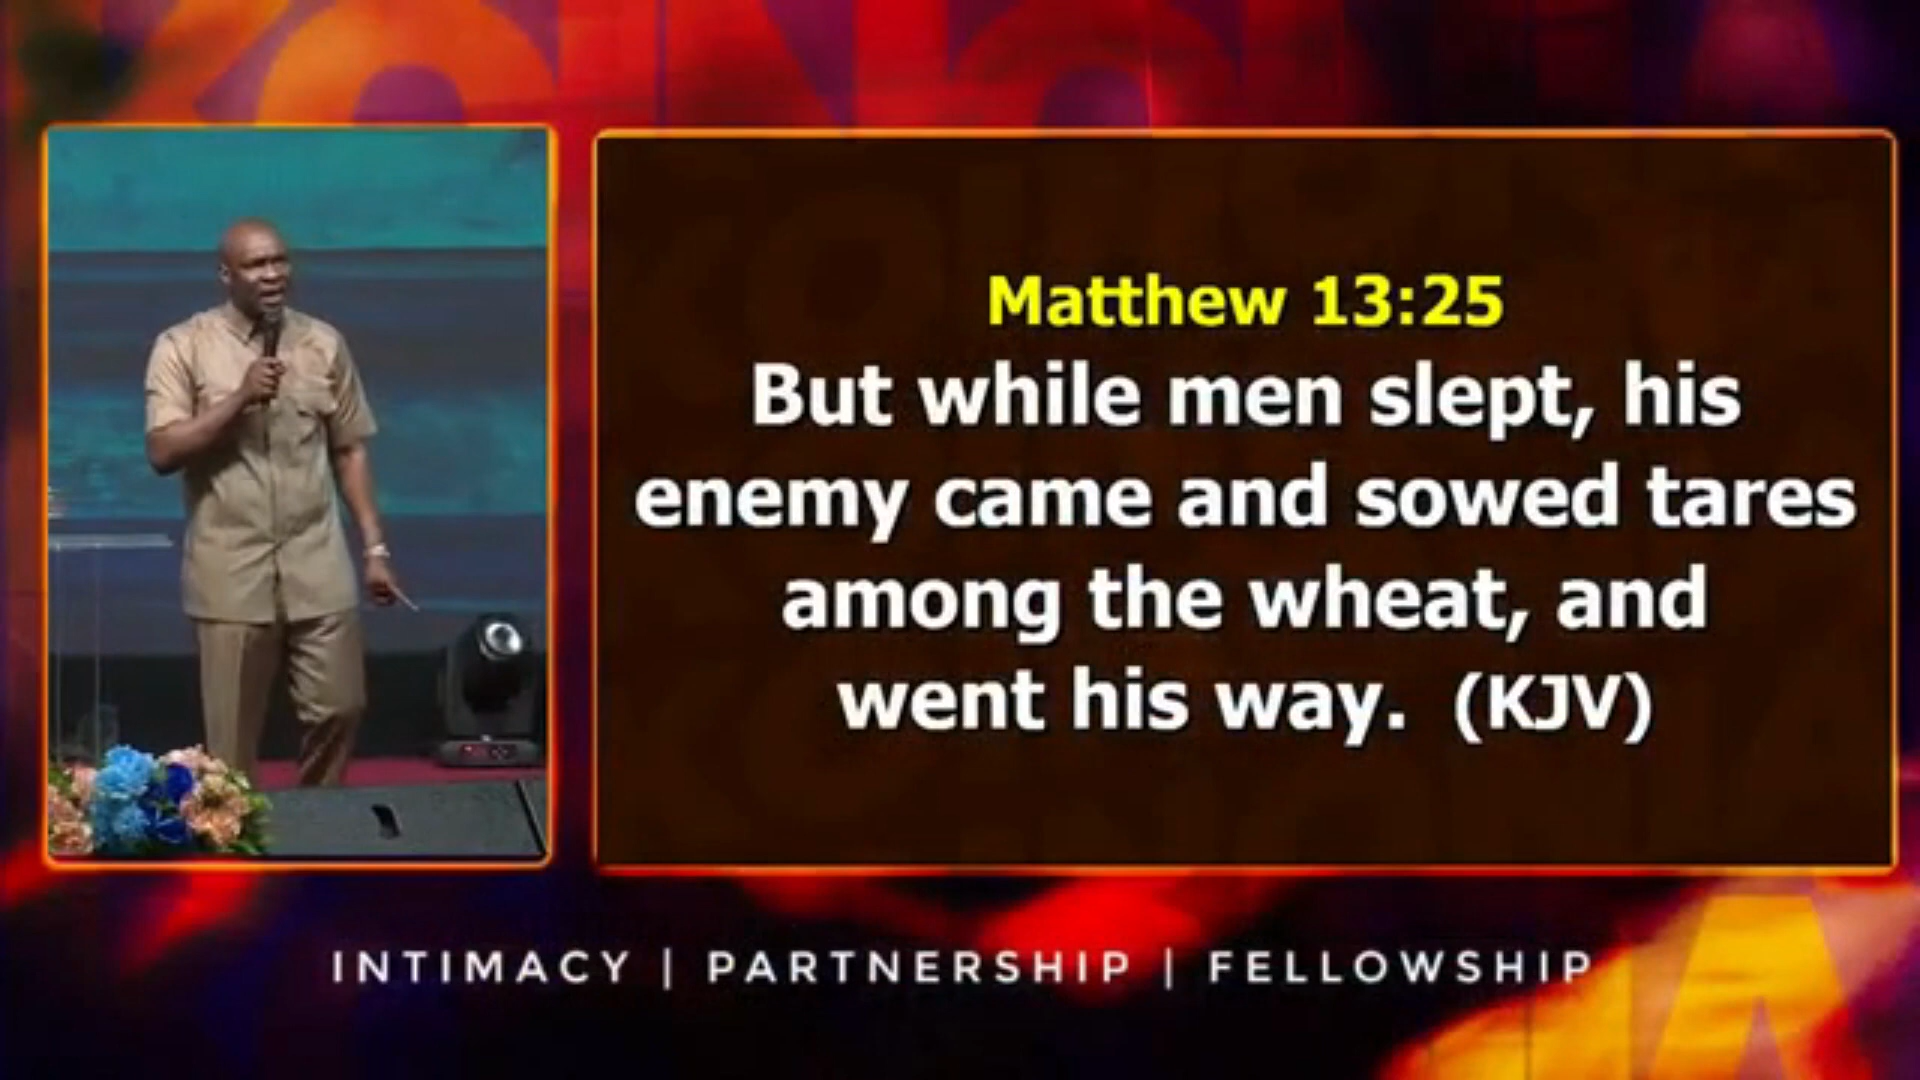 KOINONIA
Matthew 13:25
But while men slept, his
enemy came and sowed tares
among the wheat, and
went his way. (KJV)
INTIMACY | PARTNERSHIP | FELLOWSHIP